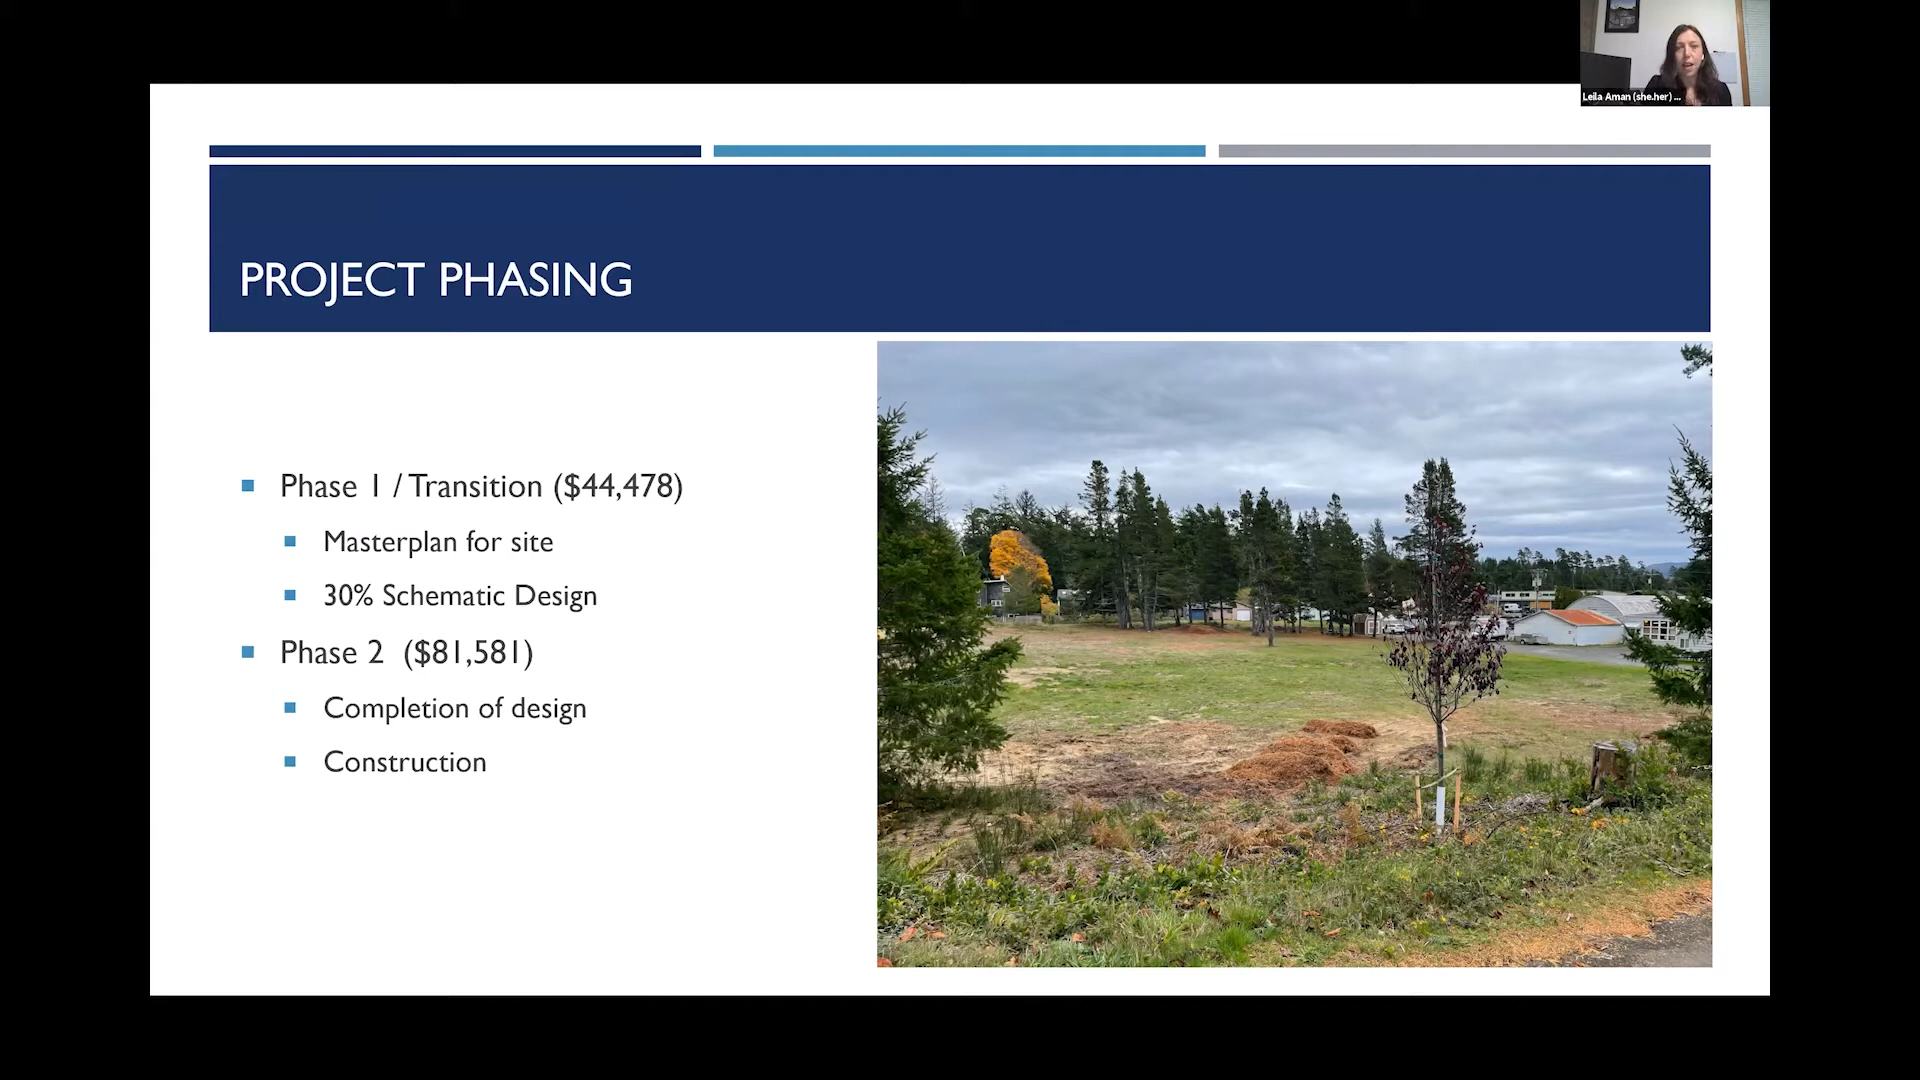 Leila Aman (she.her) ...
PROJECT PHASING
Phase 1 / Transition ($44,478)
Masterplan for site
30% Schematic Design
Phase 2 ($81,581)
Completion of design
Construction